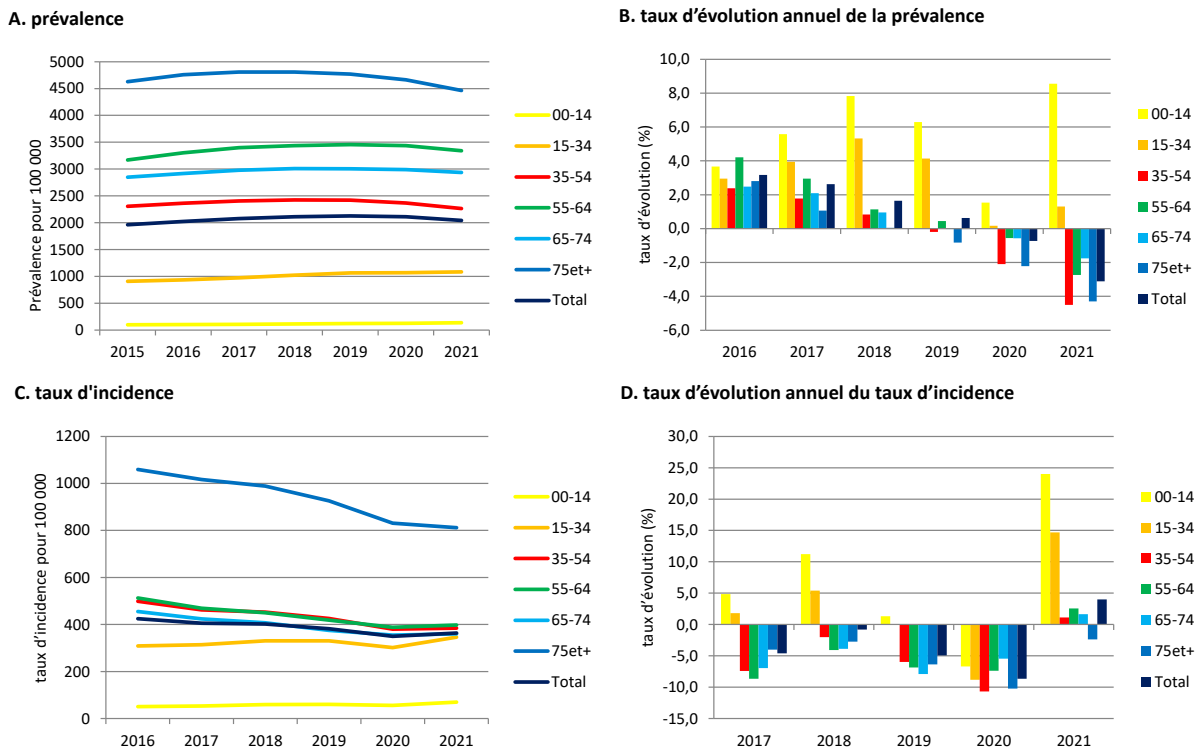 A. prévalence
Prévalence pour 100 000
5000
4500
4000
3500
3000
2500
2000
1500
1000
500
0
2015 2016 2017 2018 2019 2020 2021
00-14
15-34
35-54
55-64
65-74
75et+
Total
B. taux d’évolution annuel de la prévalence
taux d’évolution (%)
10,0
8,0
6,0
4,0
2,0
0,0
-2,0
-4,0
-6,0
2016 2017 2018 2019 2020 2021
00-14
15-34
35-54
55-64
65-74
75et+
Total
C. taux d'incidence
taux d’incidence pour 100 000
1200
1000
800
600
400
200
0
2016 2017 2018 2019 2020 2021
00-14
15-34
35-54
55-64
65-74
75et+
Total
D. taux d’évolution annuel du taux d’incidence
taux d’évolution (%)
30,0
25,0
20,0
15,0
10,0
5,0
0,0
-5,0
-10,0
-15,0
2017 2018 2019 2020 2021
00-14
15-34
35-54
55-64
65-74
75et+
Total